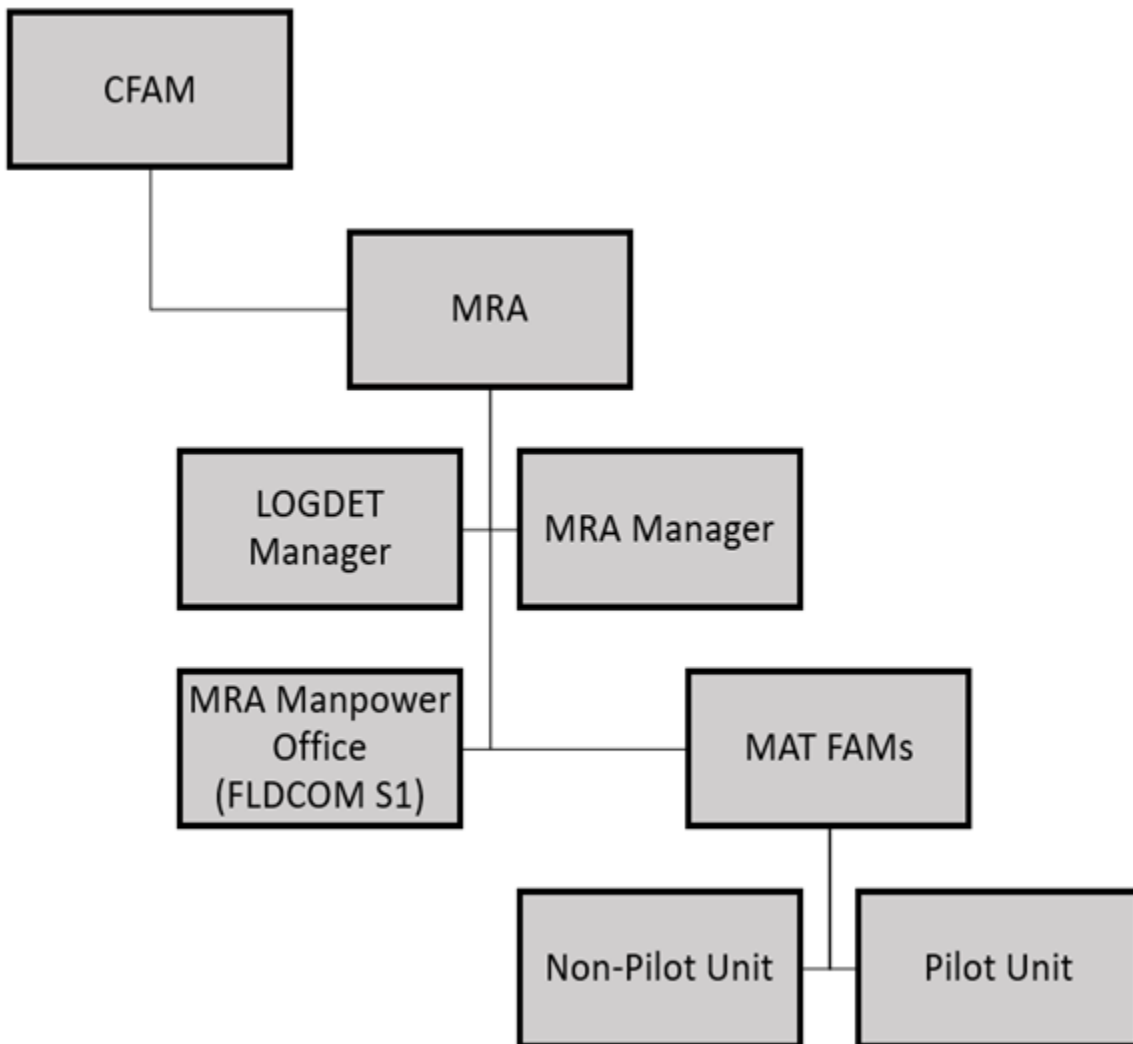 CFAM
MRA
LOGDET
Manager
MRA Manager
MRA Manpower
Office
(FLDCOM S1)
MAT FAMs
Non-Pilot Unit
Pilot Unit